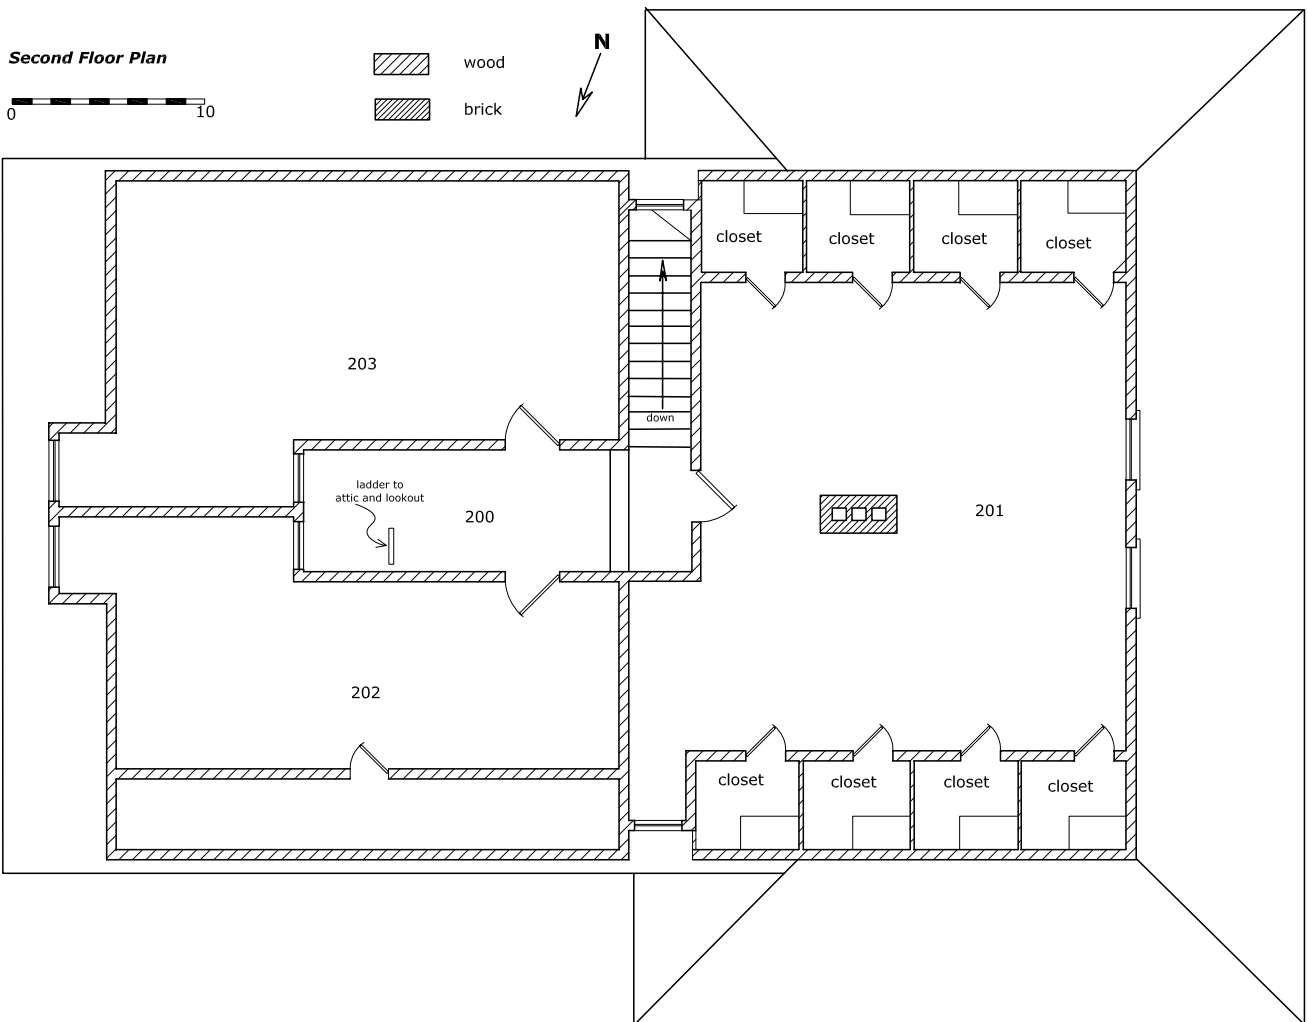 Second Floor Plan
0 10
wood
brick
N
closet closet closet closet
203
down
ladder to
attic and lookout
200
201
202
closet closet closet closet